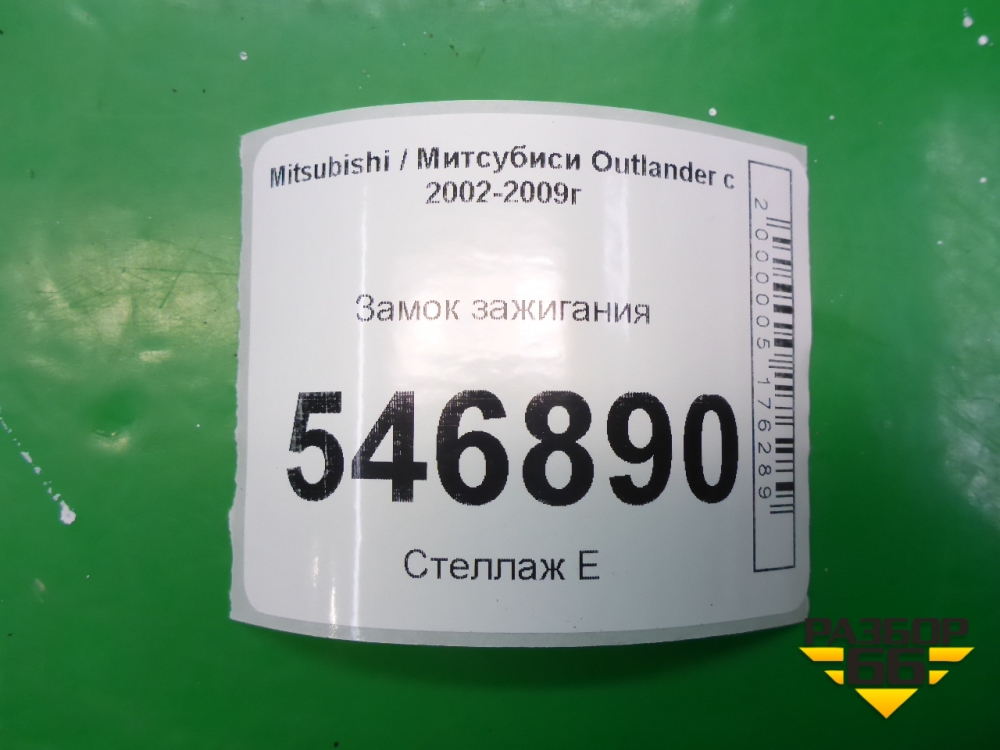 Mitsubishi / Митсубиси Outlander с
2002-2009г
Замок зажигания
546890
Стеллаж Е
2000005176289
РАЗБОР
66